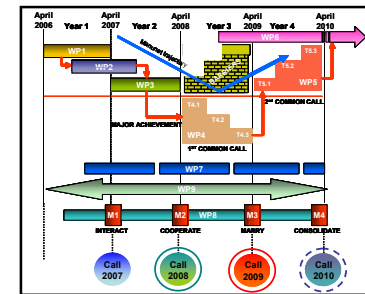 April
2006
April
2007
April
2008
April
2009
April
2010
Year 1
Year 2
Year 3
Year 4
WP6
WP1
WP2
WP3
T4.1
T4.2
T4.3
WP4
T5.1
T5.2
T5.3
WP5
MAJOR ACHIEVEMENT
1ST COMMON CALL
2ND COMMON CALL
WP7
WP9
M1
M2
WP8
M3
M4
INTERACT
COOPERATE
MARRY
CONSOLIDATE
Call
2007
Call
2008
Call
2009
Call
2010